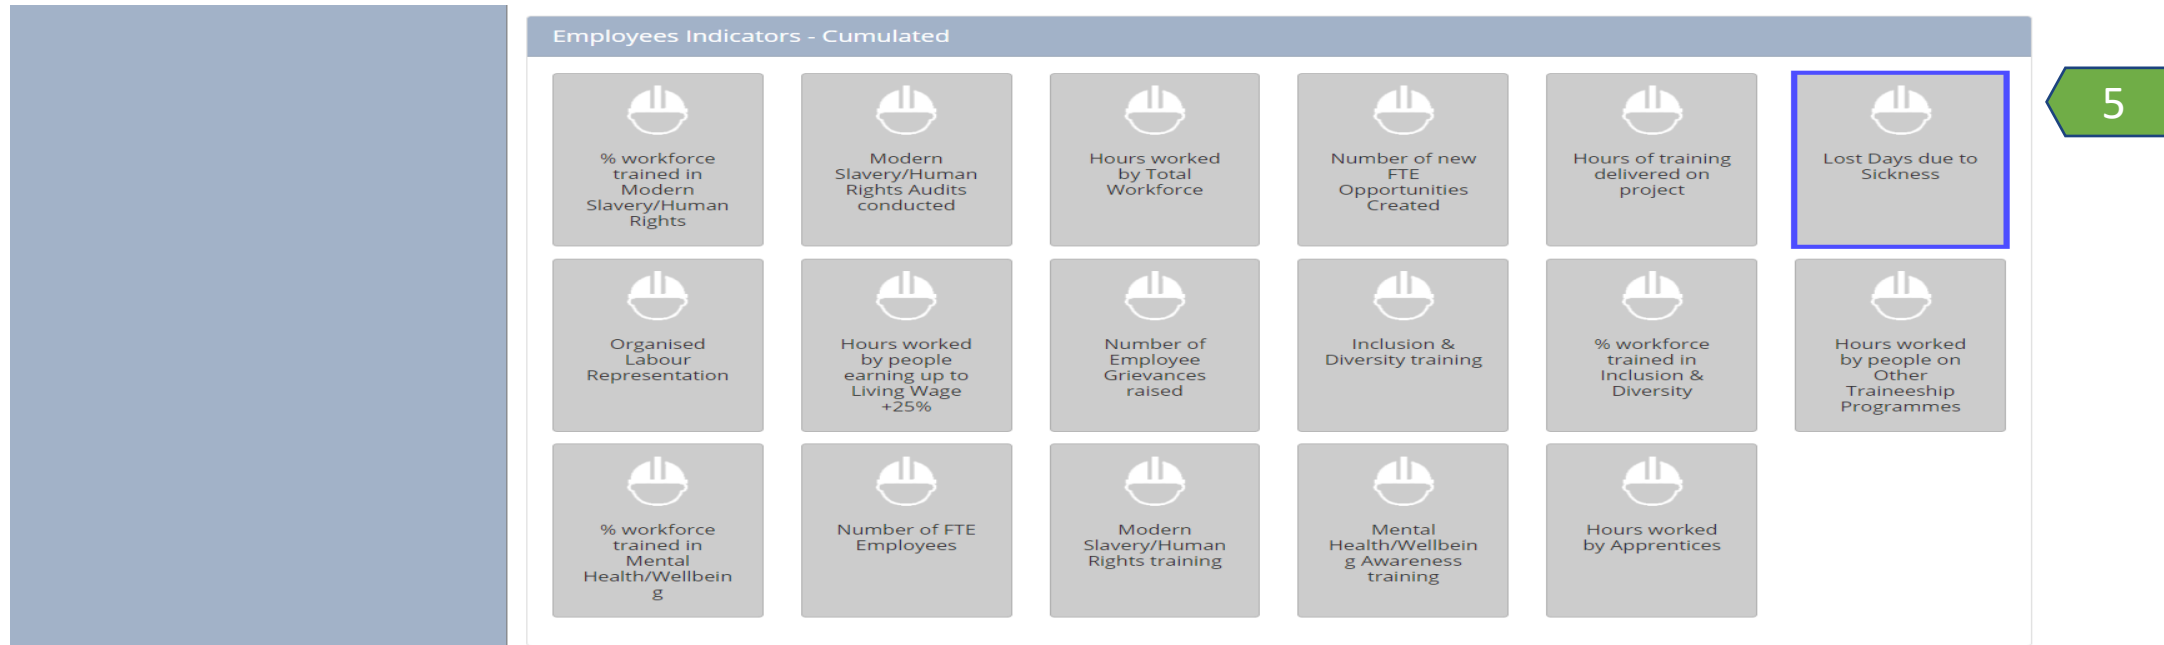 Employees Indicators - Cumulated
5
% workforce
trained in
Modern
Slavery/Human
Rights
Modern
Slavery/Human
Rights Audits
conducted
Hours worked
by Total
Workforce
Number of new
FTE
Opportunities
Created
Hours of training
delivered on
project
Lost Days due to
Sickness
Organised
Labour
Representation
Hours worked
by people
earning up to
Living Wage
+25%
Number of
Employee
Grievances
raised
Inclusion &
Diversity training
% workforce
trained in
Inclusion &
Diversity
Hours worked
by people on
Other
Traineeship
Programmes
% workforce
trained in
Mental
Health/Wellbein
g
Number of FTE
Employees
Modern
Slavery/Human
Rights training
Mental
Health/Wellbein
g Awareness
training
Hours worked
by Apprentices